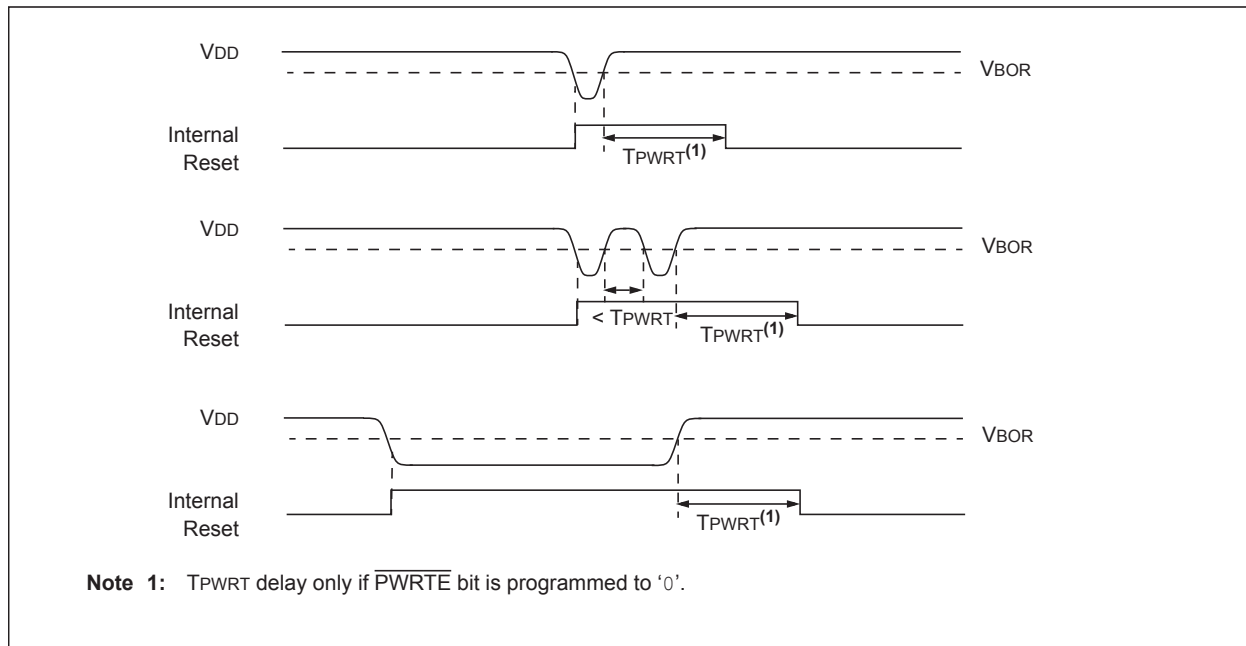 VDD
VBOR
Internal
Reset
TPWRT(1)
VDD
VBOR
Internal
Reset
< TPWRT
TPWRT(1)
VDD
VBOR
Internal
Reset
TPWRT(1)
Note 1: TPWRT delay only if PWRTE bit is programmed to ‘0’.